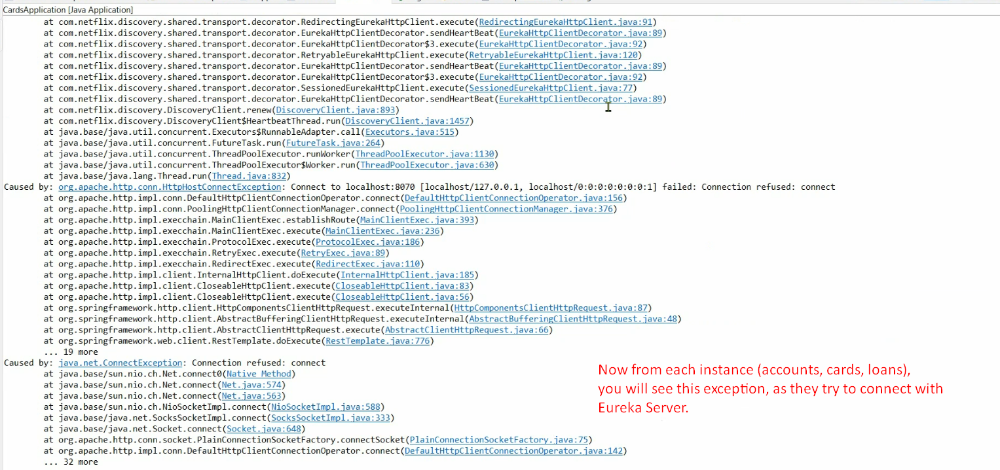 CardsApplication [Java Application]
at com.netflix.discovery.shared.transport.decorator.RedirectingEurekaHttpClient.execute(RedirectingEurekaHttpClient.java:91)
at com.netflix.discovery.shared.transport.decorator.EurekaHttpClientDecorator.sendHeartBeat(EurekaHttpClientDecorator.java:89)
at com.netflix.discovery.shared.transport.decorator.EurekaHttpClientDecorator$3.execute(EurekaHttpClientDecorator.java:92)
at com.netflix.discovery.shared.transport.decorator.RetryableEurekaHttpClient.execute(RetryableEurekaHttpClient.java:120)
at com.netflix.discovery.shared.transport.decorator.EurekaHttpClientDecorator.sendHeartBeat(EurekaHttpClientDecorator.java:89)
at com.netflix.discovery.shared.transport.decorator.EurekaHttpClientDecorator$3.execute(EurekaHttpClientDecorator.java:92)
at com.netflix.discovery.shared.transport.decorator.SessionedEurekaHttpClient.execute(SessionedEurekaHttpClient.java:77)
at com.netflix.discovery.shared.transport.decorator.EurekaHttpClientDecorator.sendHeartBeat(EurekaHttpClientDecorator.java:89)
at com.netflix.discovery.DiscoveryClient.renew(DiscoveryClient.java:893)
at com.netflix.discovery.DiscoveryClient$HeartbeatThread.run(DiscoveryClient.java:1457)
at java.base/java.util.concurrent.Executors$RunnableAdapter.call(Executors.java:515)
at java.base/java.util.concurrent.FutureTask.run(FutureTask.java:264)
at java.base/java.util.concurrent.ThreadPoolExecutor.runWorker(ThreadPoolExecutor.java:1130)
at java.base/java.util.concurrent.ThreadPoolExecutor$Worker.run(ThreadPoolExecutor.java:630)
at java.base/java.lang.Thread.run(Thread.java:832)
Caused by: org.apache.http.conn.HttpHostConnectException: Connect to localhost:8070 [localhost/127.0.0.1, localhost/0:0:0:0:0:0:0:1] failed: Connection refused: connect
at org.apache.http.impl.conn.DefaultHttpClientConnectionOperator.connect(DefaultHttpClientConnectionOperator.java:156)
at org.apache.http.impl.conn.PoolingHttpClientConnectionManager.connect(PoolingHttpClientConnectionManager.java:376)
at org.apache.http.impl.execchain.MainClientExec.establishRoute(MainClientExec.java:393)
at org.apache.http.impl.execchain.MainClientExec.execute(MainClientExec.java:236)
at org.apache.http.impl.execchain.ProtocolExec.execute(ProtocolExec.java:186)
at org.apache.http.impl.execchain.RetryExec.execute(RetryExec.java:89)
at org.apache.http.impl.execchain.RedirectExec.execute(RedirectExec.java:110)
at org.apache.http.impl.client.InternalHttpClient.doExecute(InternalHttpClient.java:185)
at org.apache.http.impl.client.CloseableHttpClient.execute(CloseableHttpClient.java:83)
at org.apache.http.impl.client.CloseableHttpClient.execute(CloseableHttpClient.java:56)
at org.springframework.http.client.HttpComponentsClientHttpRequest.executeInternal(HttpComponentsClientHttpRequest.java:87)
at org.springframework.http.client.AbstractBufferingClientHttpRequest.executeInternal(AbstractBufferingClientHttpRequest.java:48)
at org.springframework.http.client.AbstractClientHttpRequest.execute(AbstractClientHttpRequest.java:66)
at org.springframework.web.client.RestTemplate.doExecute(RestTemplate.java:776)
... 19 more
Caused by: java.net.ConnectException: Connection refused: connect
at java.base/sun.nio.ch.Net.connect0(Native Method)
at java.base/sun.nio.ch.Net.connect(Net.java:574)
at java.base/sun.nio.ch.Net.connect(Net.java:563)
at java.base/sun.nio.ch.NioSocketImpl.connect(NioSocketImpl.java:588)
at java.base/java.net.SocksSocketImpl.connect(SocksSocketImpl.java:333)
at java.base/java.net.Socket.connect(Socket.java:648)
at org.apache.http.conn.socket.PlainConnectionSocketFactory.connectSocket(PlainConnectionSocketFactory.java:75)
at org.apache.http.impl.conn.DefaultHttpClientConnectionOperator.connect(DefaultHttpClientConnectionOperator.java:142)
... 32 more
Now from each instance (accounts, cards, loans),
you will see this exception, as they try to connect with
Eureka Server.